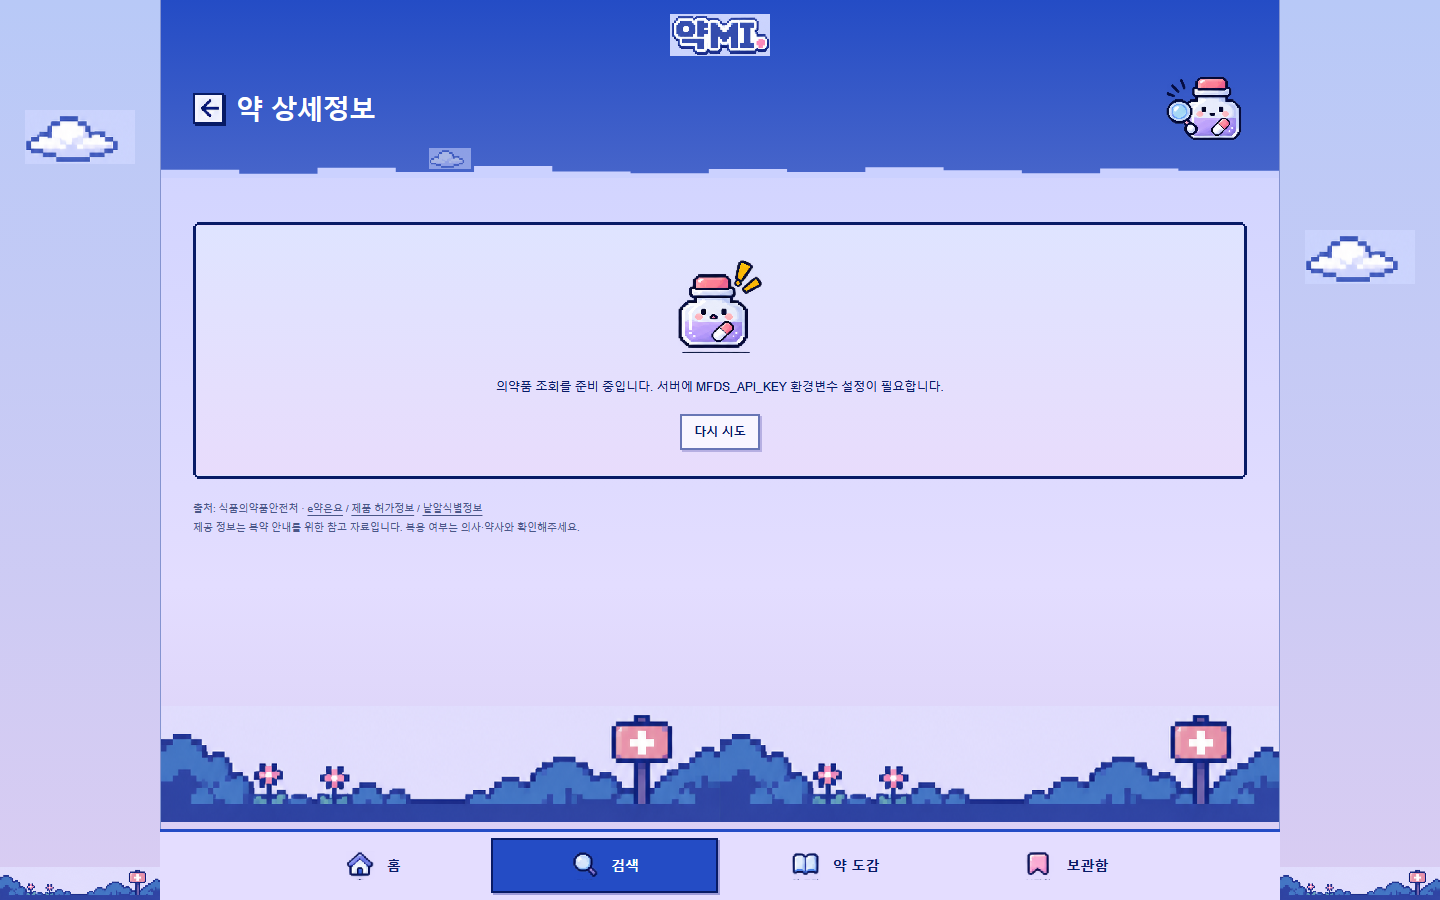 약MI.
약 상세정보
의약품 조회를 준비 중입니다. 서버에 MFDS_API_KEY 환경변수 설정이 필요합니다.
다시 시도
출처: 식품의약품안전처 · e약은요 / 제품 허가정보 / 낱알식별정보
제공 정보는 복약 안내를 위한 참고 자료입니다. 복용 여부는 의사·약사와 확인해주세요.
홈
검색
약 도감
보관함